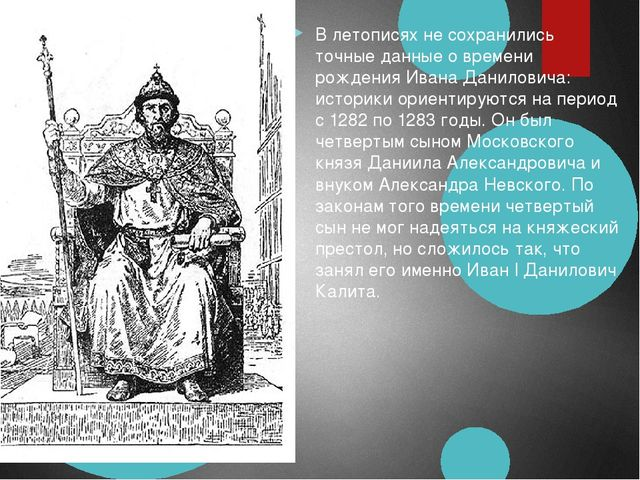 В летописях не сохранились
точные данные о времени
рождения Ивана Даниловича:
историки ориентируются на период
с 1282 по 1283 годы. Он был
четвертым сыном Московского
князя Даниила Александровича и
внуком Александра Невского. По
законам того времени четвертый
сын не мог надеяться на княжеский
престол, но сложилось так, что
занял его именно Иван I Данилович
Калита.